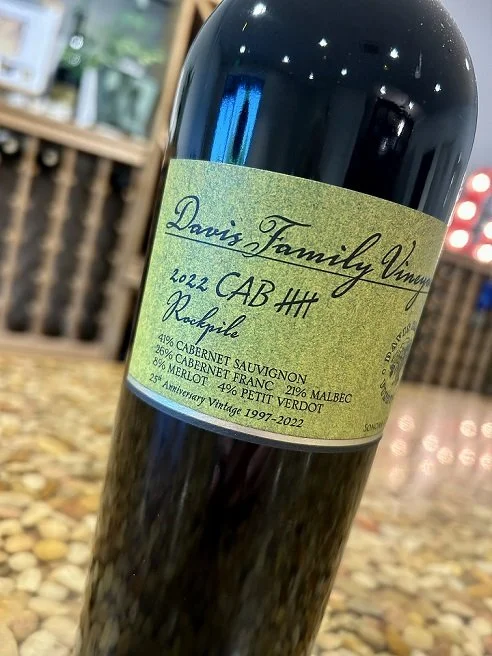 Davis Family Viney
2022 CAB
Rockpile
41% CABERNET SAUVIGNON
26% CABERNET FRANC 21% MALBEC
8% MERLOT 4% PETIT VERDOT
25th Anniversary Vintage 1997-2022